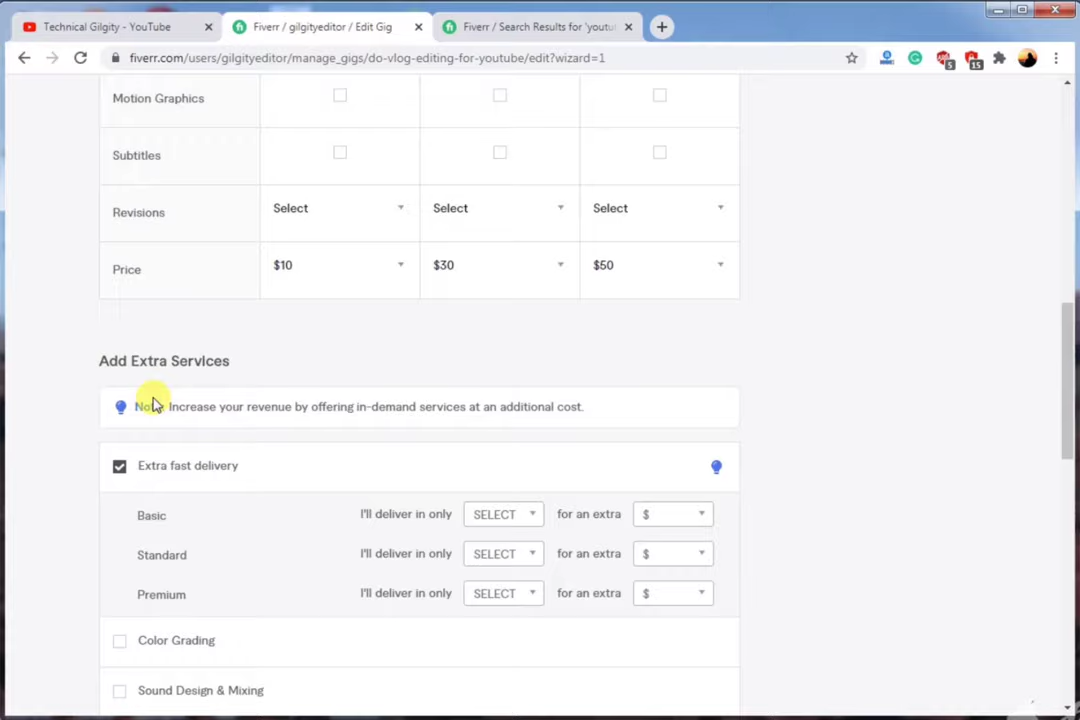 Technical Gilgity - YouTube
Fiverr / gilgityeditor / Edit Gig
Fiverr / Search Results for 'youtu
fiverr.com/users/gilgityeditor/manage_gigs/do-vlog-editing-for-youtube/edit?wizard=1
5
15
Motion Graphics
Subtitles
Revisions Select Select Select
Price $10 $30 $50
Add Extra Services
Increase your revenue by offering in-demand services at an additional cost.
Extra fast delivery
Basic I'll deliver in only SELECT for an extra $
Standard I'll deliver in only SELECT for an extra $
Premium I'll deliver in only SELECT for an extra $
Color Grading
Sound Design & Mixing